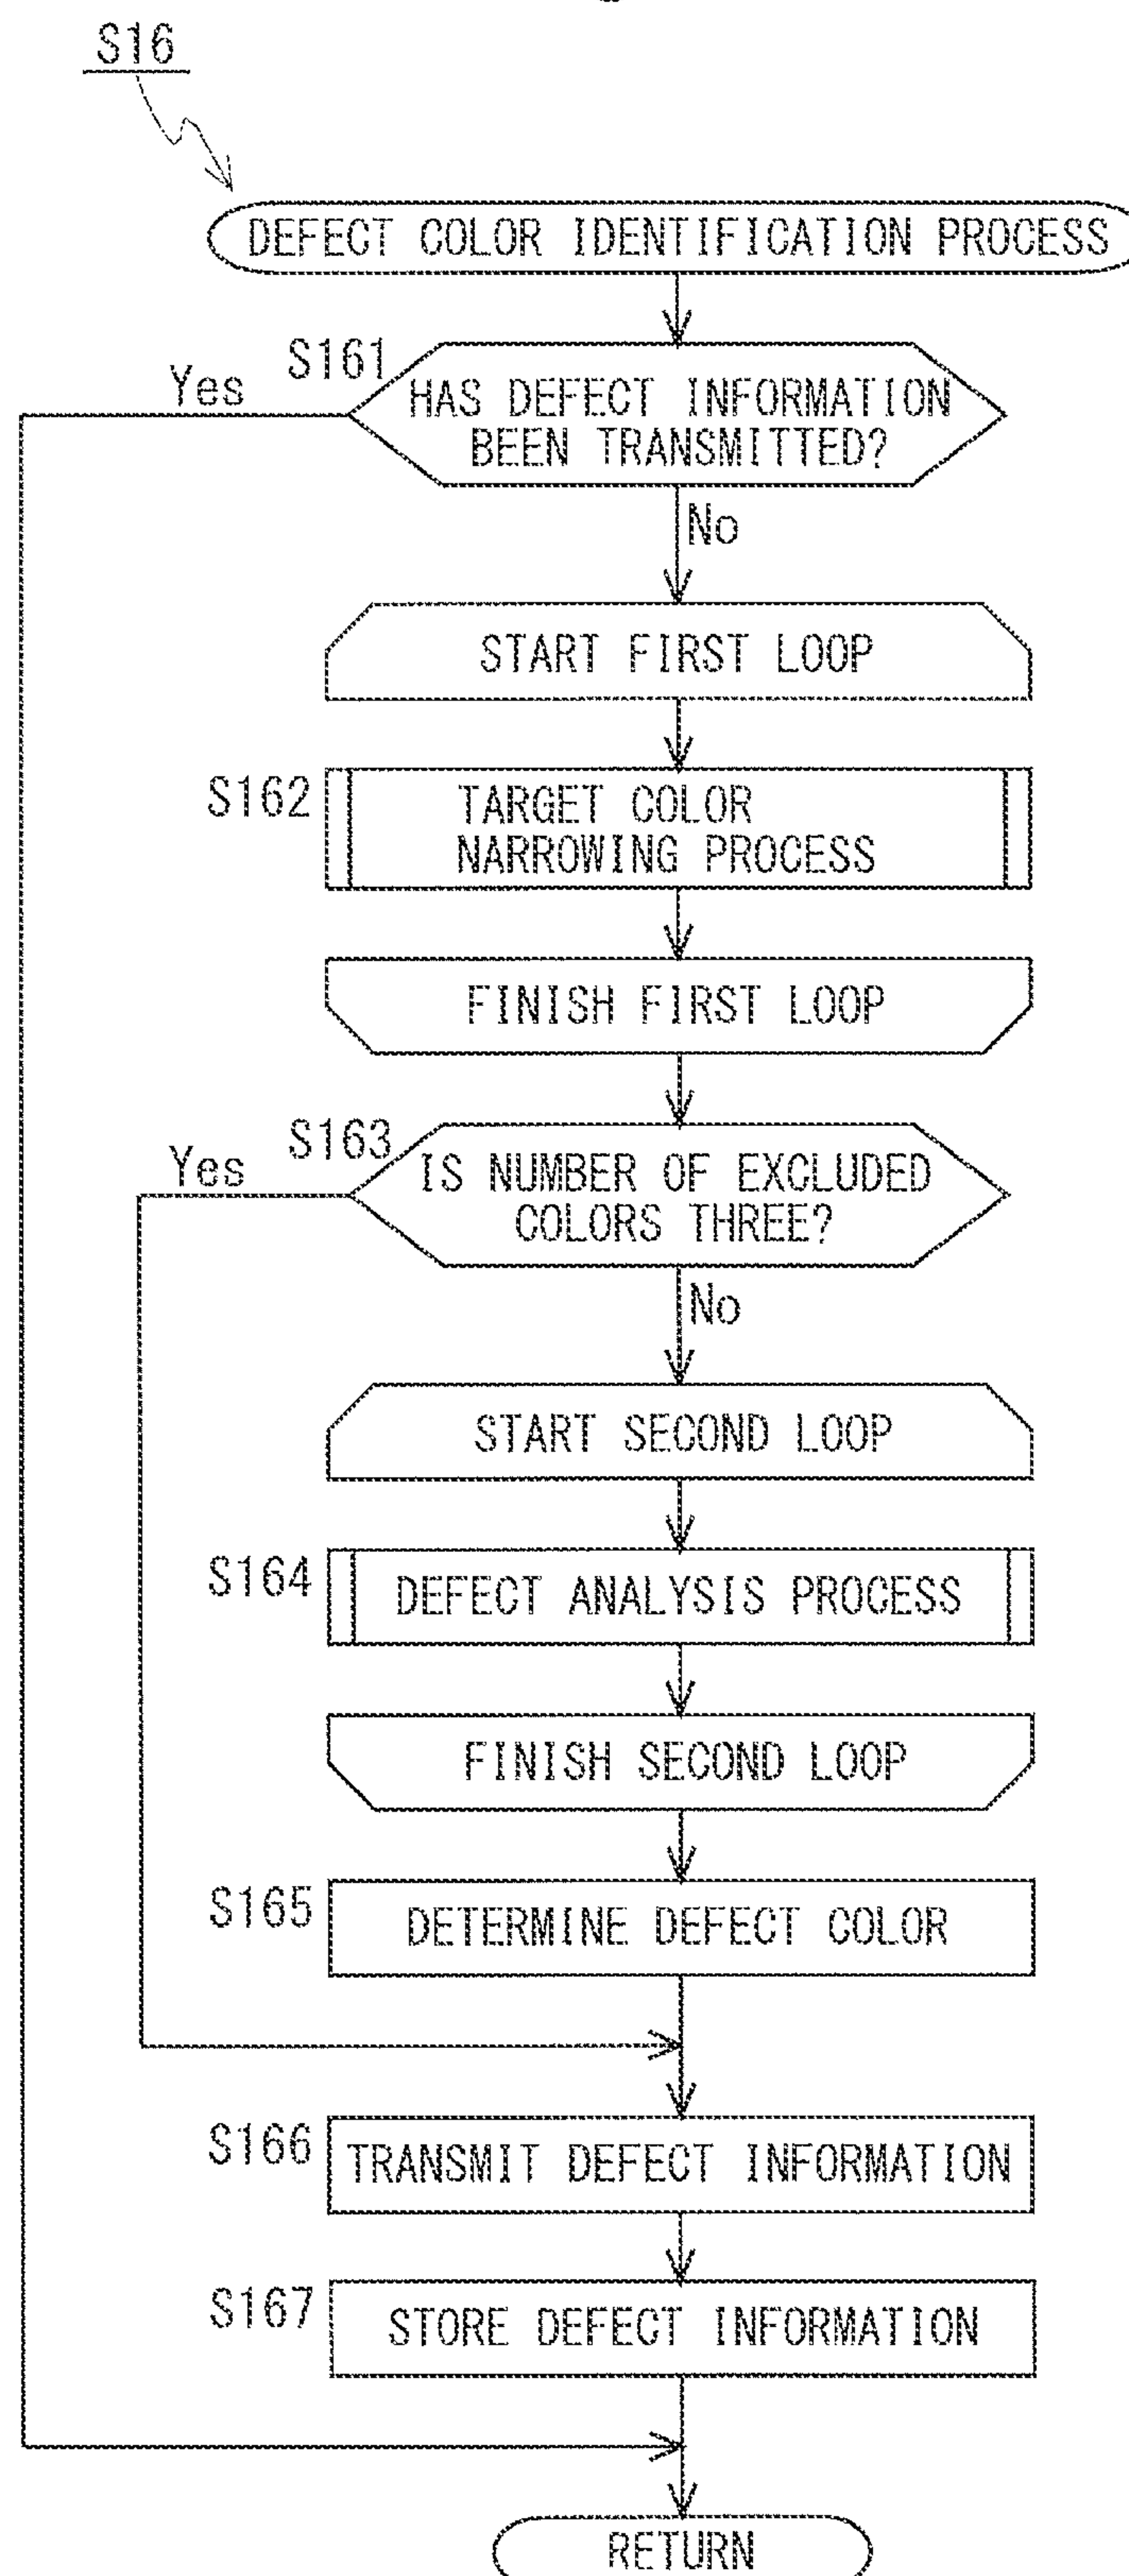 S16
DEFECT COLOR IDENTIFICATION PROCESS
S161
Yes
HAS DEFECT INFORMATION
BEEN TRANSMITTED?
No
START FIRST LOOP
S162
TARGET COLOR
NARROWING PROCESS
FINISH FIRST LOOP
S163
Yes
IS NUMBER OF EXCLUDED
COLORS THREE?
No
START SECOND LOOP
S164
DEFECT ANALYSIS PROCESS
FINISH SECOND LOOP
S165
DETERMINE DEFECT COLOR
S166
TRANSMIT DEFECT INFORMATION
S167
STORE DEFECT INFORMATION
RETURN